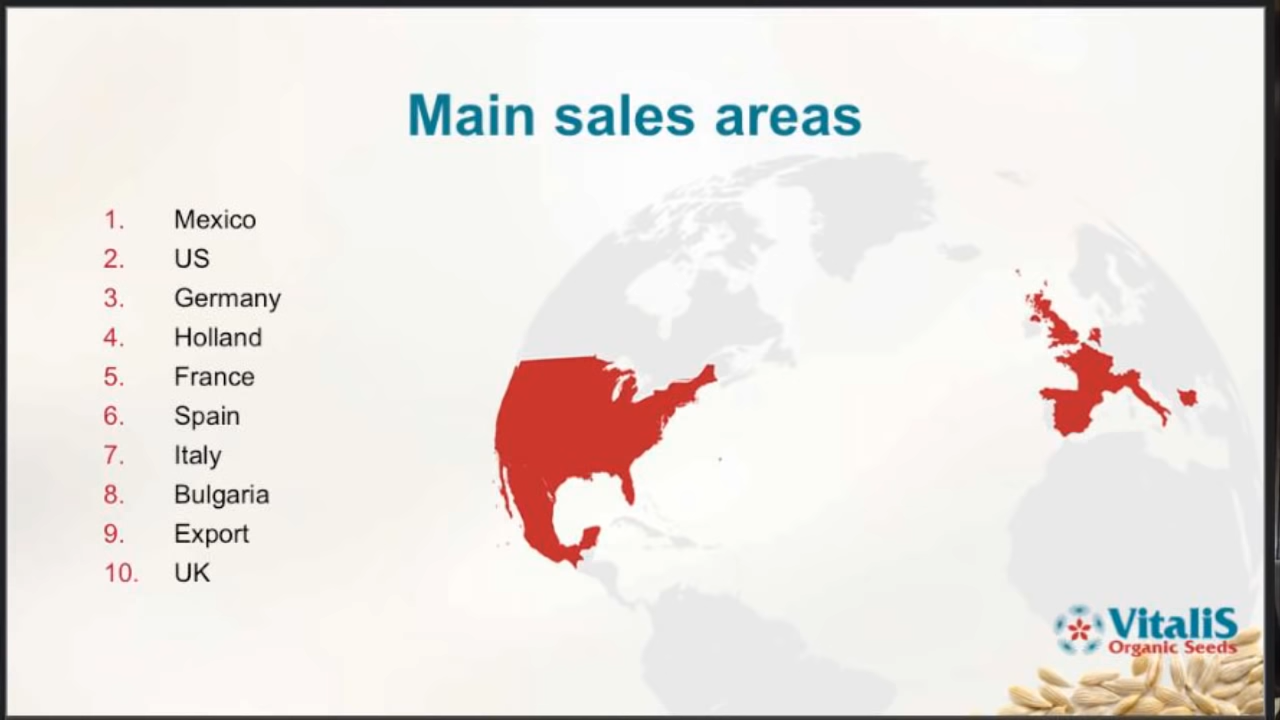 Main sales areas
1. Mexico
2. US
3. Germany
4. Holland
5. France
6. Spain
7. Italy
8. Bulgaria
9. Export
10. UK
VitaliS
Organic Seeds